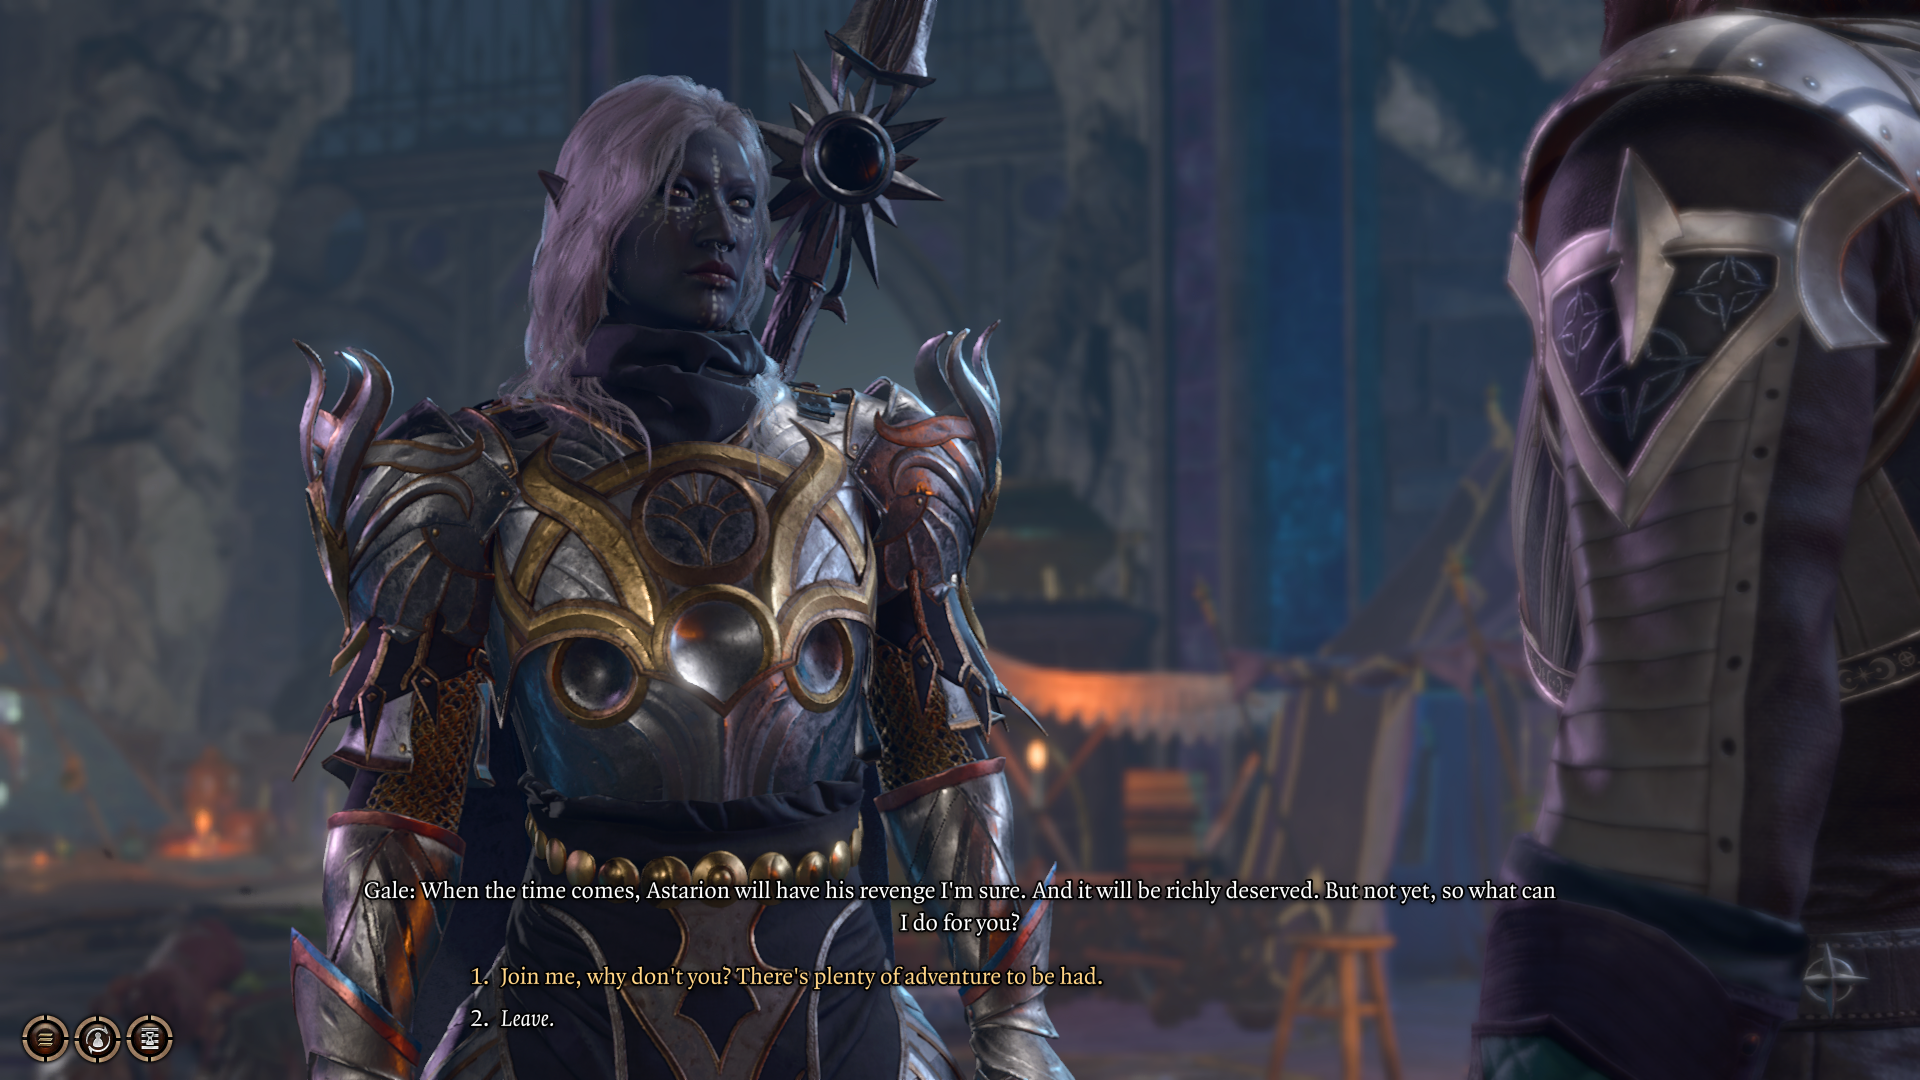 Gale: When the time comes, Astarion will have his revenge I'm sure. And it will be richly deserved. But not yet, so what can
I do for you?
1. Join me, why don't you? There's plenty of adventure to be had.
2. Leave.